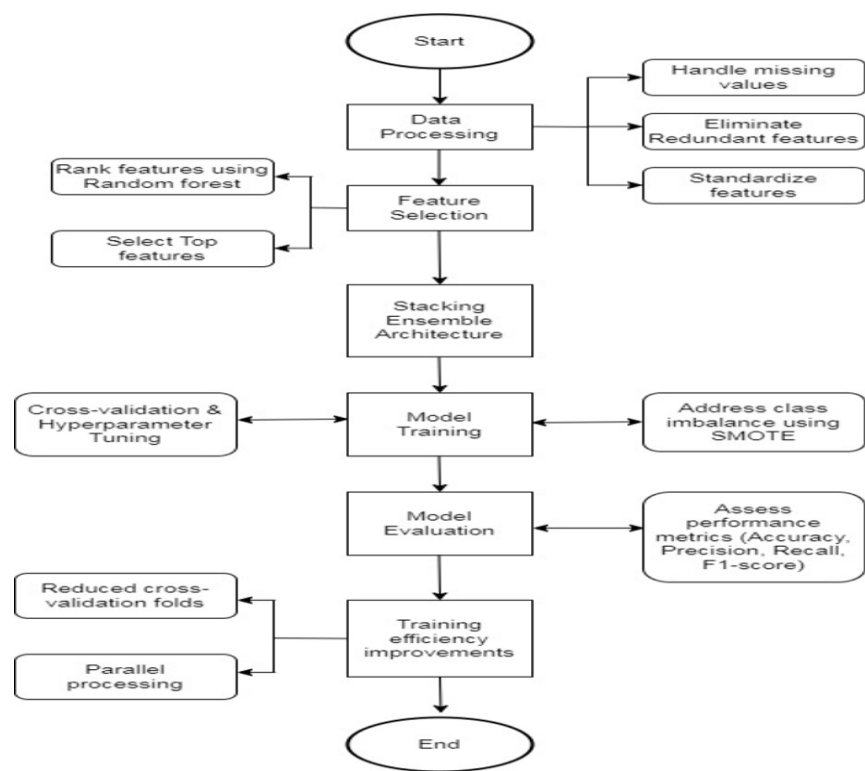 Start
Handle missing
values
Data
Processing
Eliminate
Redundant features
Rank features using
Random forest
Standardize
features
Feature
Selection
Select Top
features
Stacking
Ensemble
Architecture
Cross-validation &
Hyperparameter
Tuning
Model
Training
Address class
imbalance using
SMOTE
Model
Evaluation
Assess
performance
metrics (Accuracy,
Precision, Recall,
F1-score)
Reduced cross-
validation folds
Training
efficiency
improvements
Parallel
processing
End